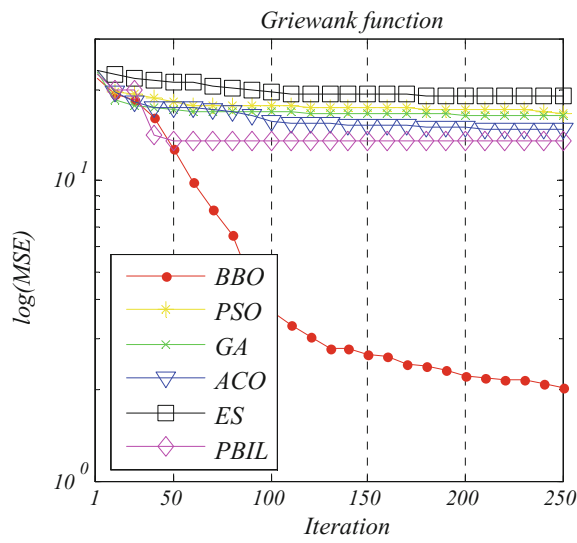 Griewank function
log(MSE)
10^1
10^0
BBO
PSO
GA
ACO
ES
PBIL
1 50 100 150 200 250
Iteration